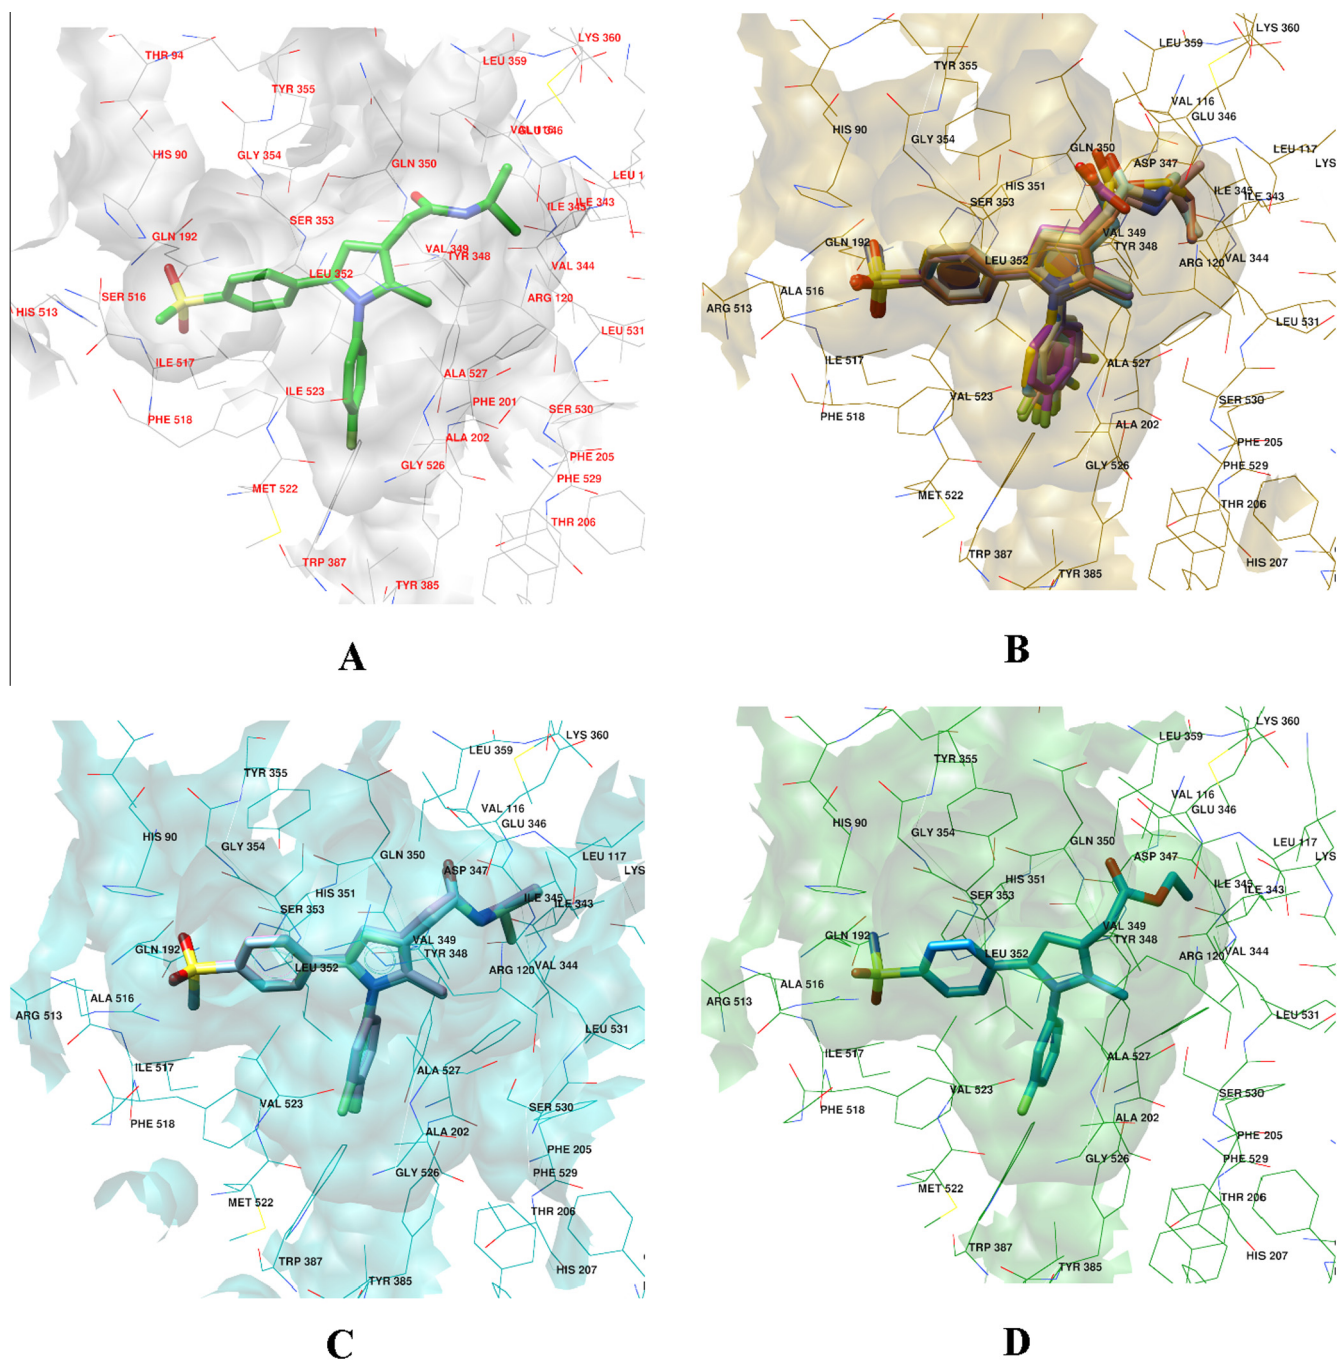 THR 94
LYS 360
LEU 359
TYR 355
HIS 90
GLY 354
GLN 350
SER 353
GLN 192
VAL 349
TYR 348
LEU 352
VAL 344
SER 516
ARG 120
HIS 513
LEU 531
ILE 517
ILE 523
ALA 527
PHE 201
SER 530
PHE 518
ALA 202
PHE 205
GLY 526
PHE 529
MET 522
THR 206
TRP 387
TYR 385
A
LYS 360
LEU 359
TYR 355
VAL 116
GLU 346
HIS 90
GLY 354
GLN 350
LEU 117
ASP 347
LYS
HIS 351
ILE 345
ILE 343
SER 353
GLN 192
VAL 349
TYR 348
LEU 352
ARG 120
VAL 344
ALA 516
ARG 513
LEU 531
ILE 517
ALA 527
VAL 523
SER 530
PHE 518
ALA 202
PHE 205
GLY 526
PHE 529
MET 522
THR 206
TRP 387
HIS 207
TYR 385
B
LYS 360
LEU 359
TYR 355
VAL 116
GLU 346
HIS 90
GLY 354
GLN 350
LEU 117
ASP 347
LYS
HIS 351
ILE 345
ILE 343
SER 353
GLN 192
VAL 349
TYR 348
LEU 352
ARG 120
VAL 344
ALA 516
ARG 513
LEU 531
ILE 517
ALA 527
VAL 523
SER 530
PHE 518
ALA 202
PHE 205
GLY 526
PHE 529
MET 522
THR 206
TRP 387
HIS 207
TYR 385
C
LYS 360
LEU 359
TYR 355
VAL 116
GLU 346
HIS 90
GLY 354
GLN 350
LEU 117
ASP 347
LYS
HIS 351
ILE 345
ILE 343
SER 353
GLN 192
VAL 349
TYR 348
LEU 352
ARG 120
VAL 344
ALA 516
ARG 513
LEU 531
ILE 517
ALA 527
VAL 523
SER 530
PHE 518
ALA 202
PHE 205
GLY 526
PHE 529
MET 522
THR 206
TRP 387
HIS 207
TYR 385
D